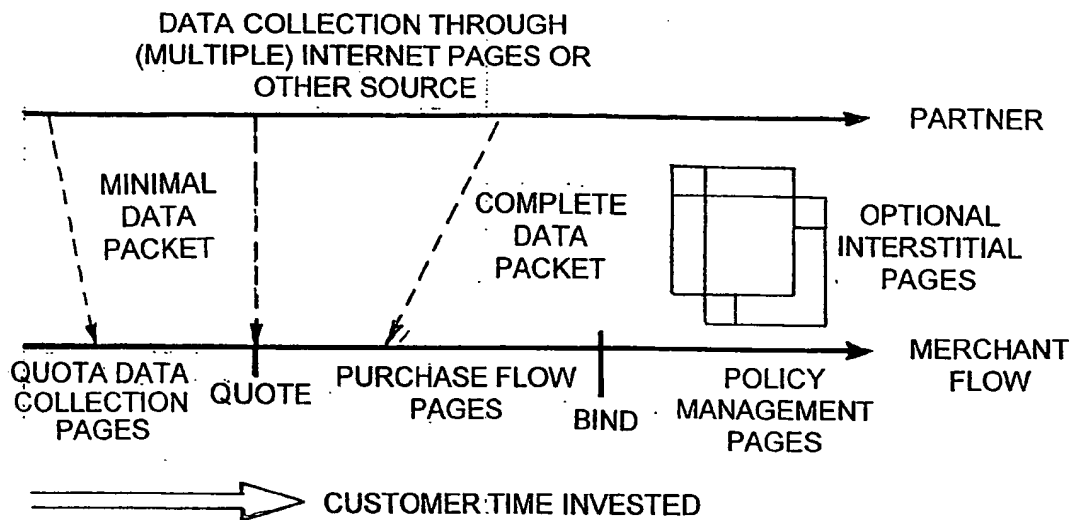 DATA COLLECTION THROUGH
(MULTIPLE) INTERNET PAGES OR
OTHER SOURCE
PARTNER
MINIMAL
DATA
PACKET
COMPLETE
DATA
PACKET
OPTIONAL
INTERSTITIAL
PAGES
MERCHANT
FLOW
QUOTA DATA
COLLECTION
PAGES
QUOTE
PURCHASE FLOW
PAGES
BIND
POLICY
MANAGEMENT
PAGES
CUSTOMER TIME INVESTED